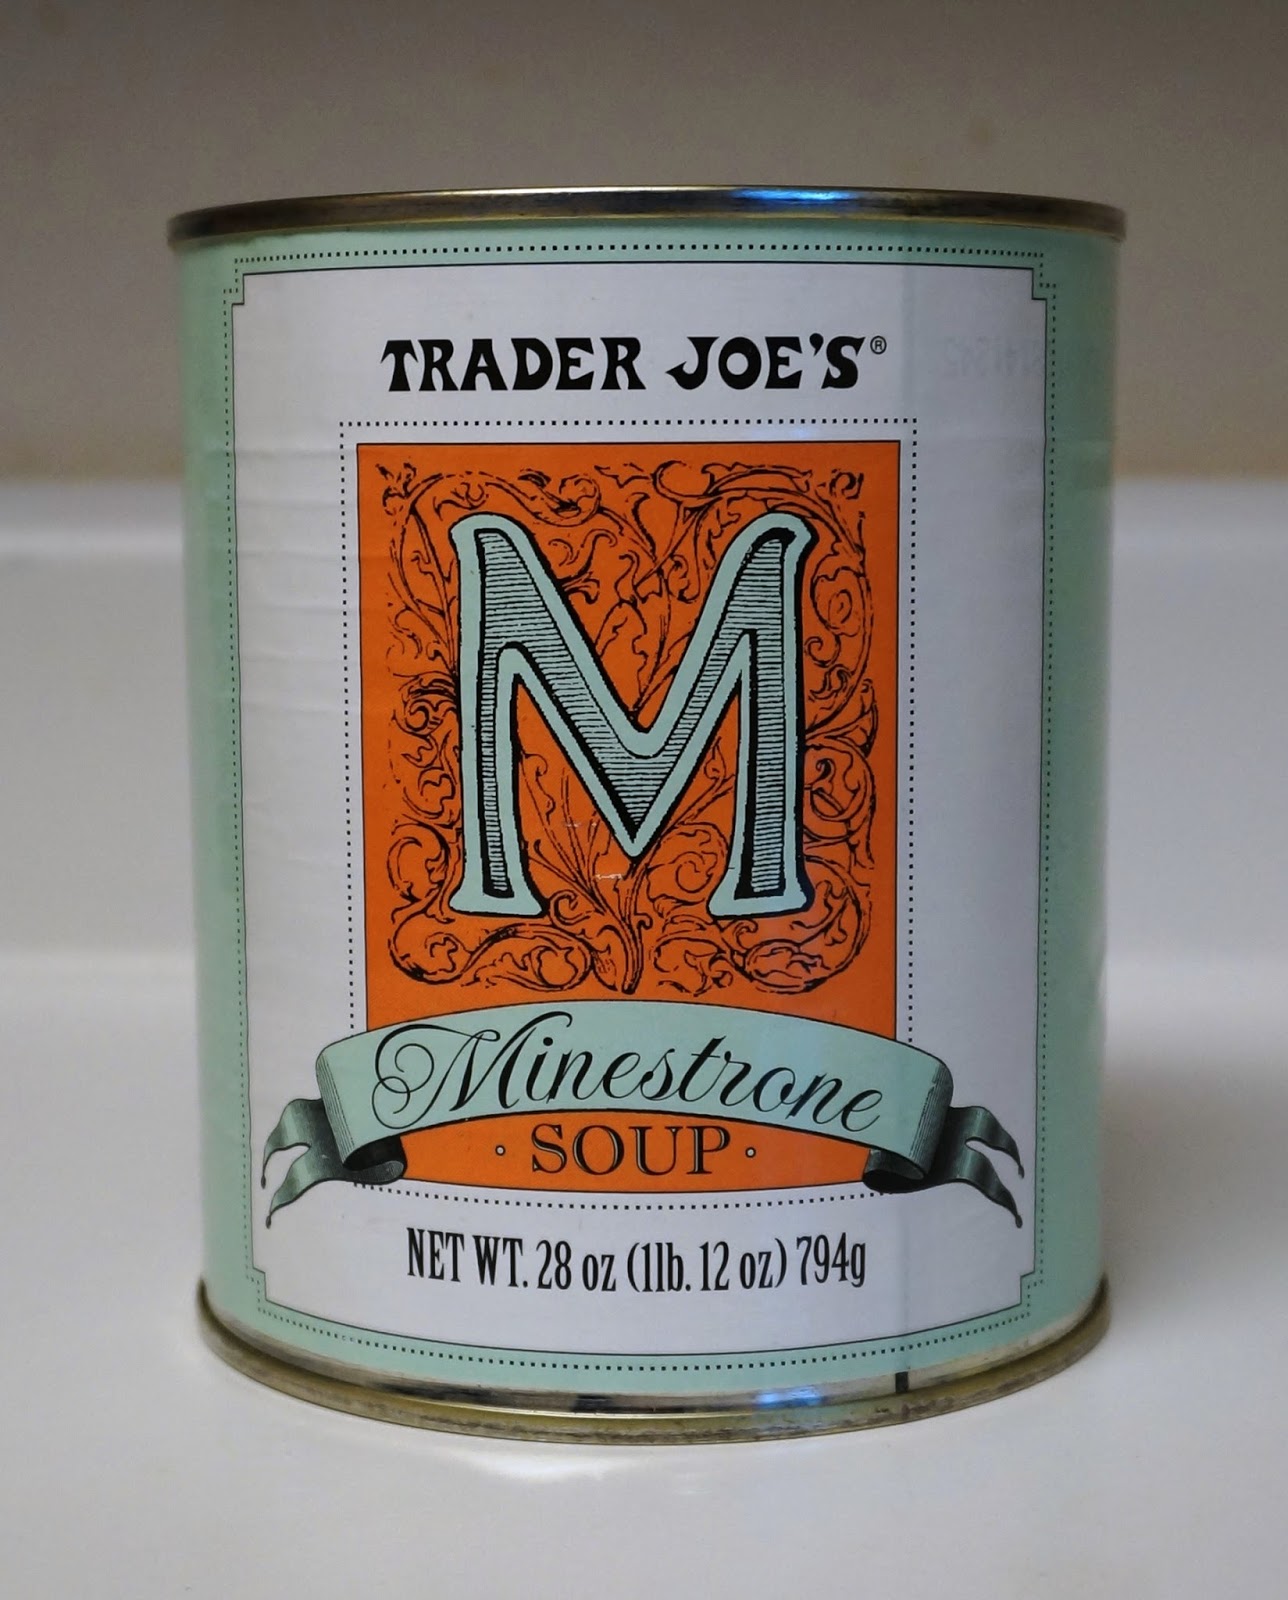 TRADER JOE'S®
M
Minestrone
· SOUP ·
NET WT. 28 oz (1lb. 12 oz) 794g